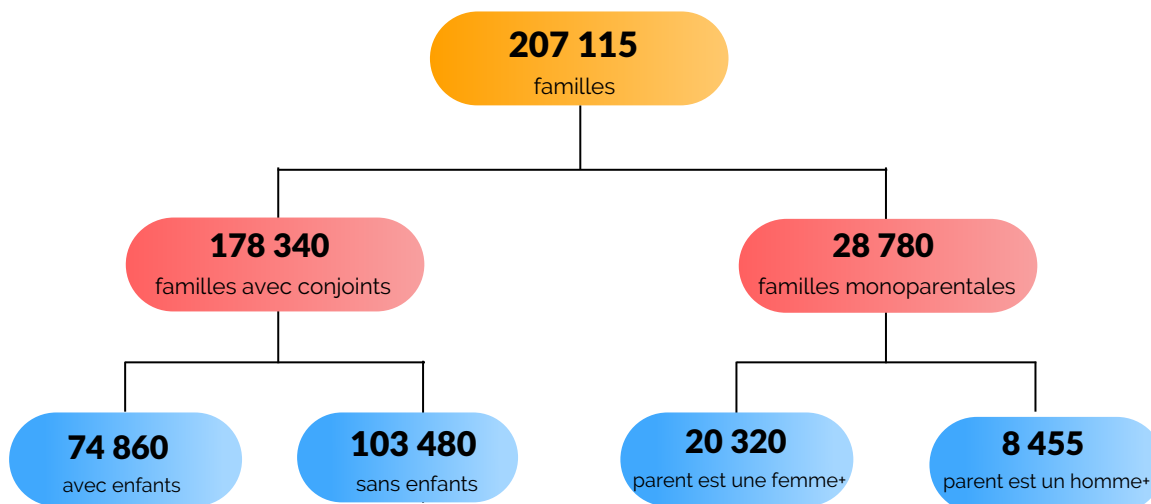 207 115
familles
178 340
familles avec conjoints
28 780
familles monoparentales
74 860
avec enfants
103 480
sans enfants
20 320
parent est une femme+
8 455
parent est un homme+